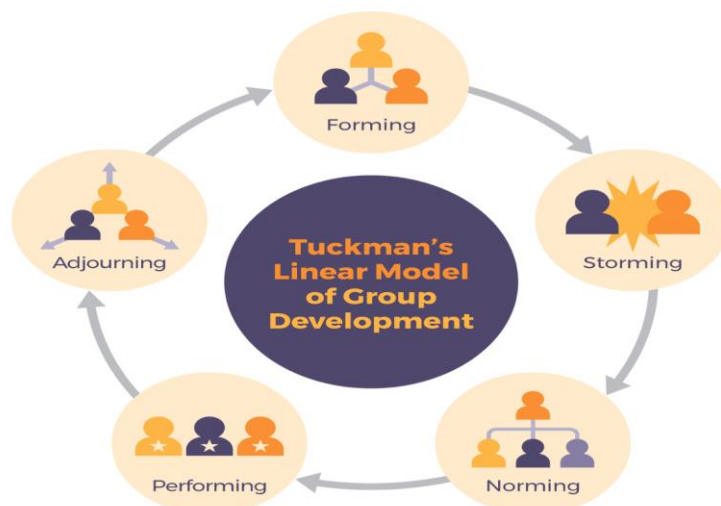 Forming
Storming
Norming
Performing
Adjourning
Tuckman's
Linear Model
of Group
Development